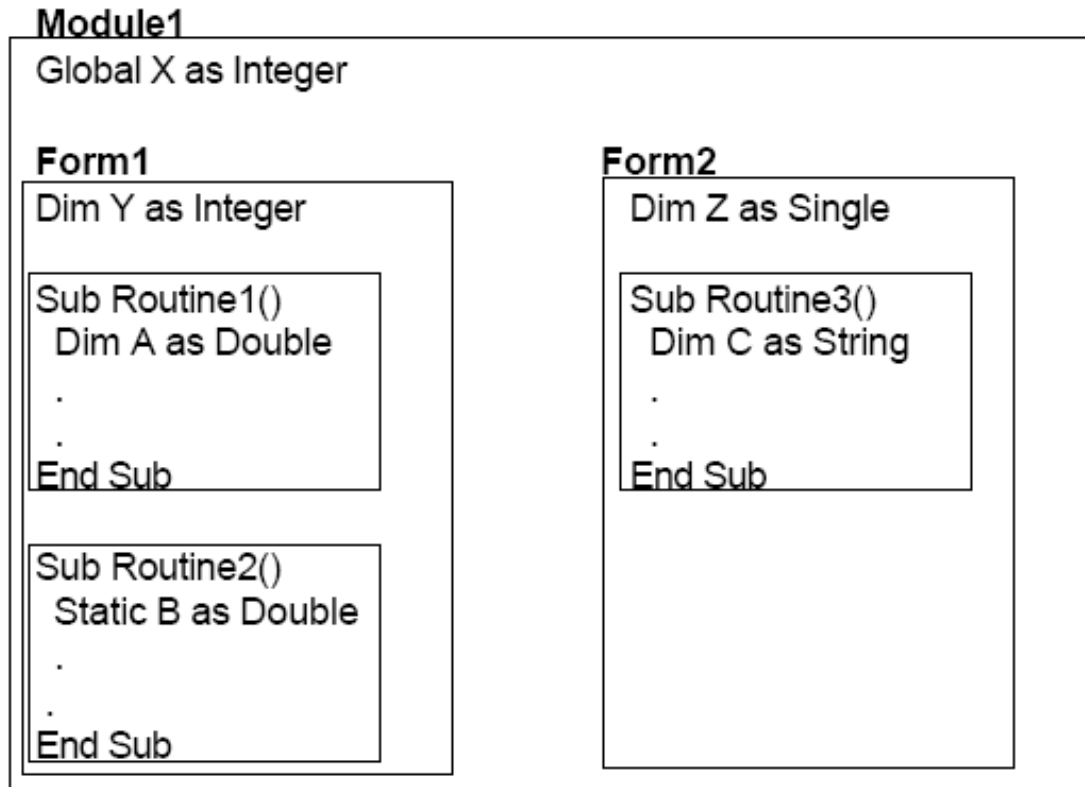 Module1
Global X as Integer
Form1
Dim Y as Integer
Sub Routine1()
Dim A as Double
.
.
End Sub
Sub Routine2()
Static B as Double
.
.
End Sub
Form2
Dim Z as Single
Sub Routine3()
Dim C as String
.
.
End Sub